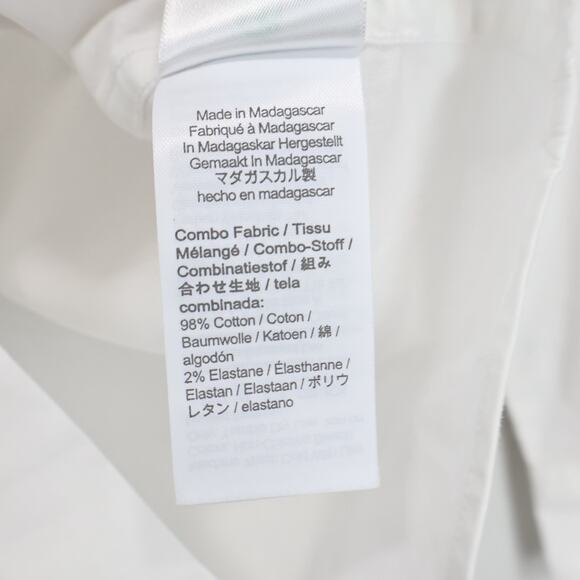 Made in Madagascar
Fabriqué à Madagascar
In Madagaskar Hergestellt
Gemaakt In Madagascar
マダガスカル製
hecho en madagascar
Combo Fabric / Tissu
Mélangé / Combo-Stoff /
Combinatiestof / 組み
合わせ生地 / tela
combinada:
98% Cotton / Coton /
Baumwolle / Katoen / 綿 /
algodón
2% Elastane / Élasthanne /
Elastan / Elastaan / ポリウ
レタン / elastano